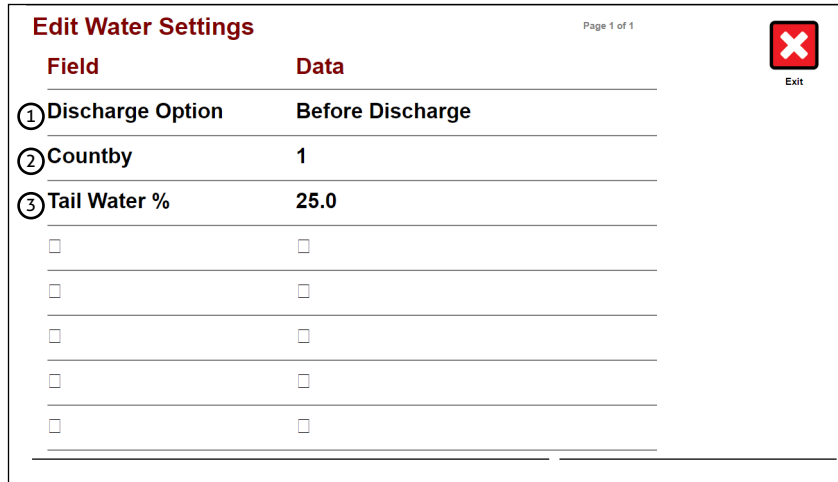 Edit Water Settings
Page 1 of 1
Exit
Field Data
1 Discharge Option Before Discharge
2 Countby 1
3 Tail Water % 25.0